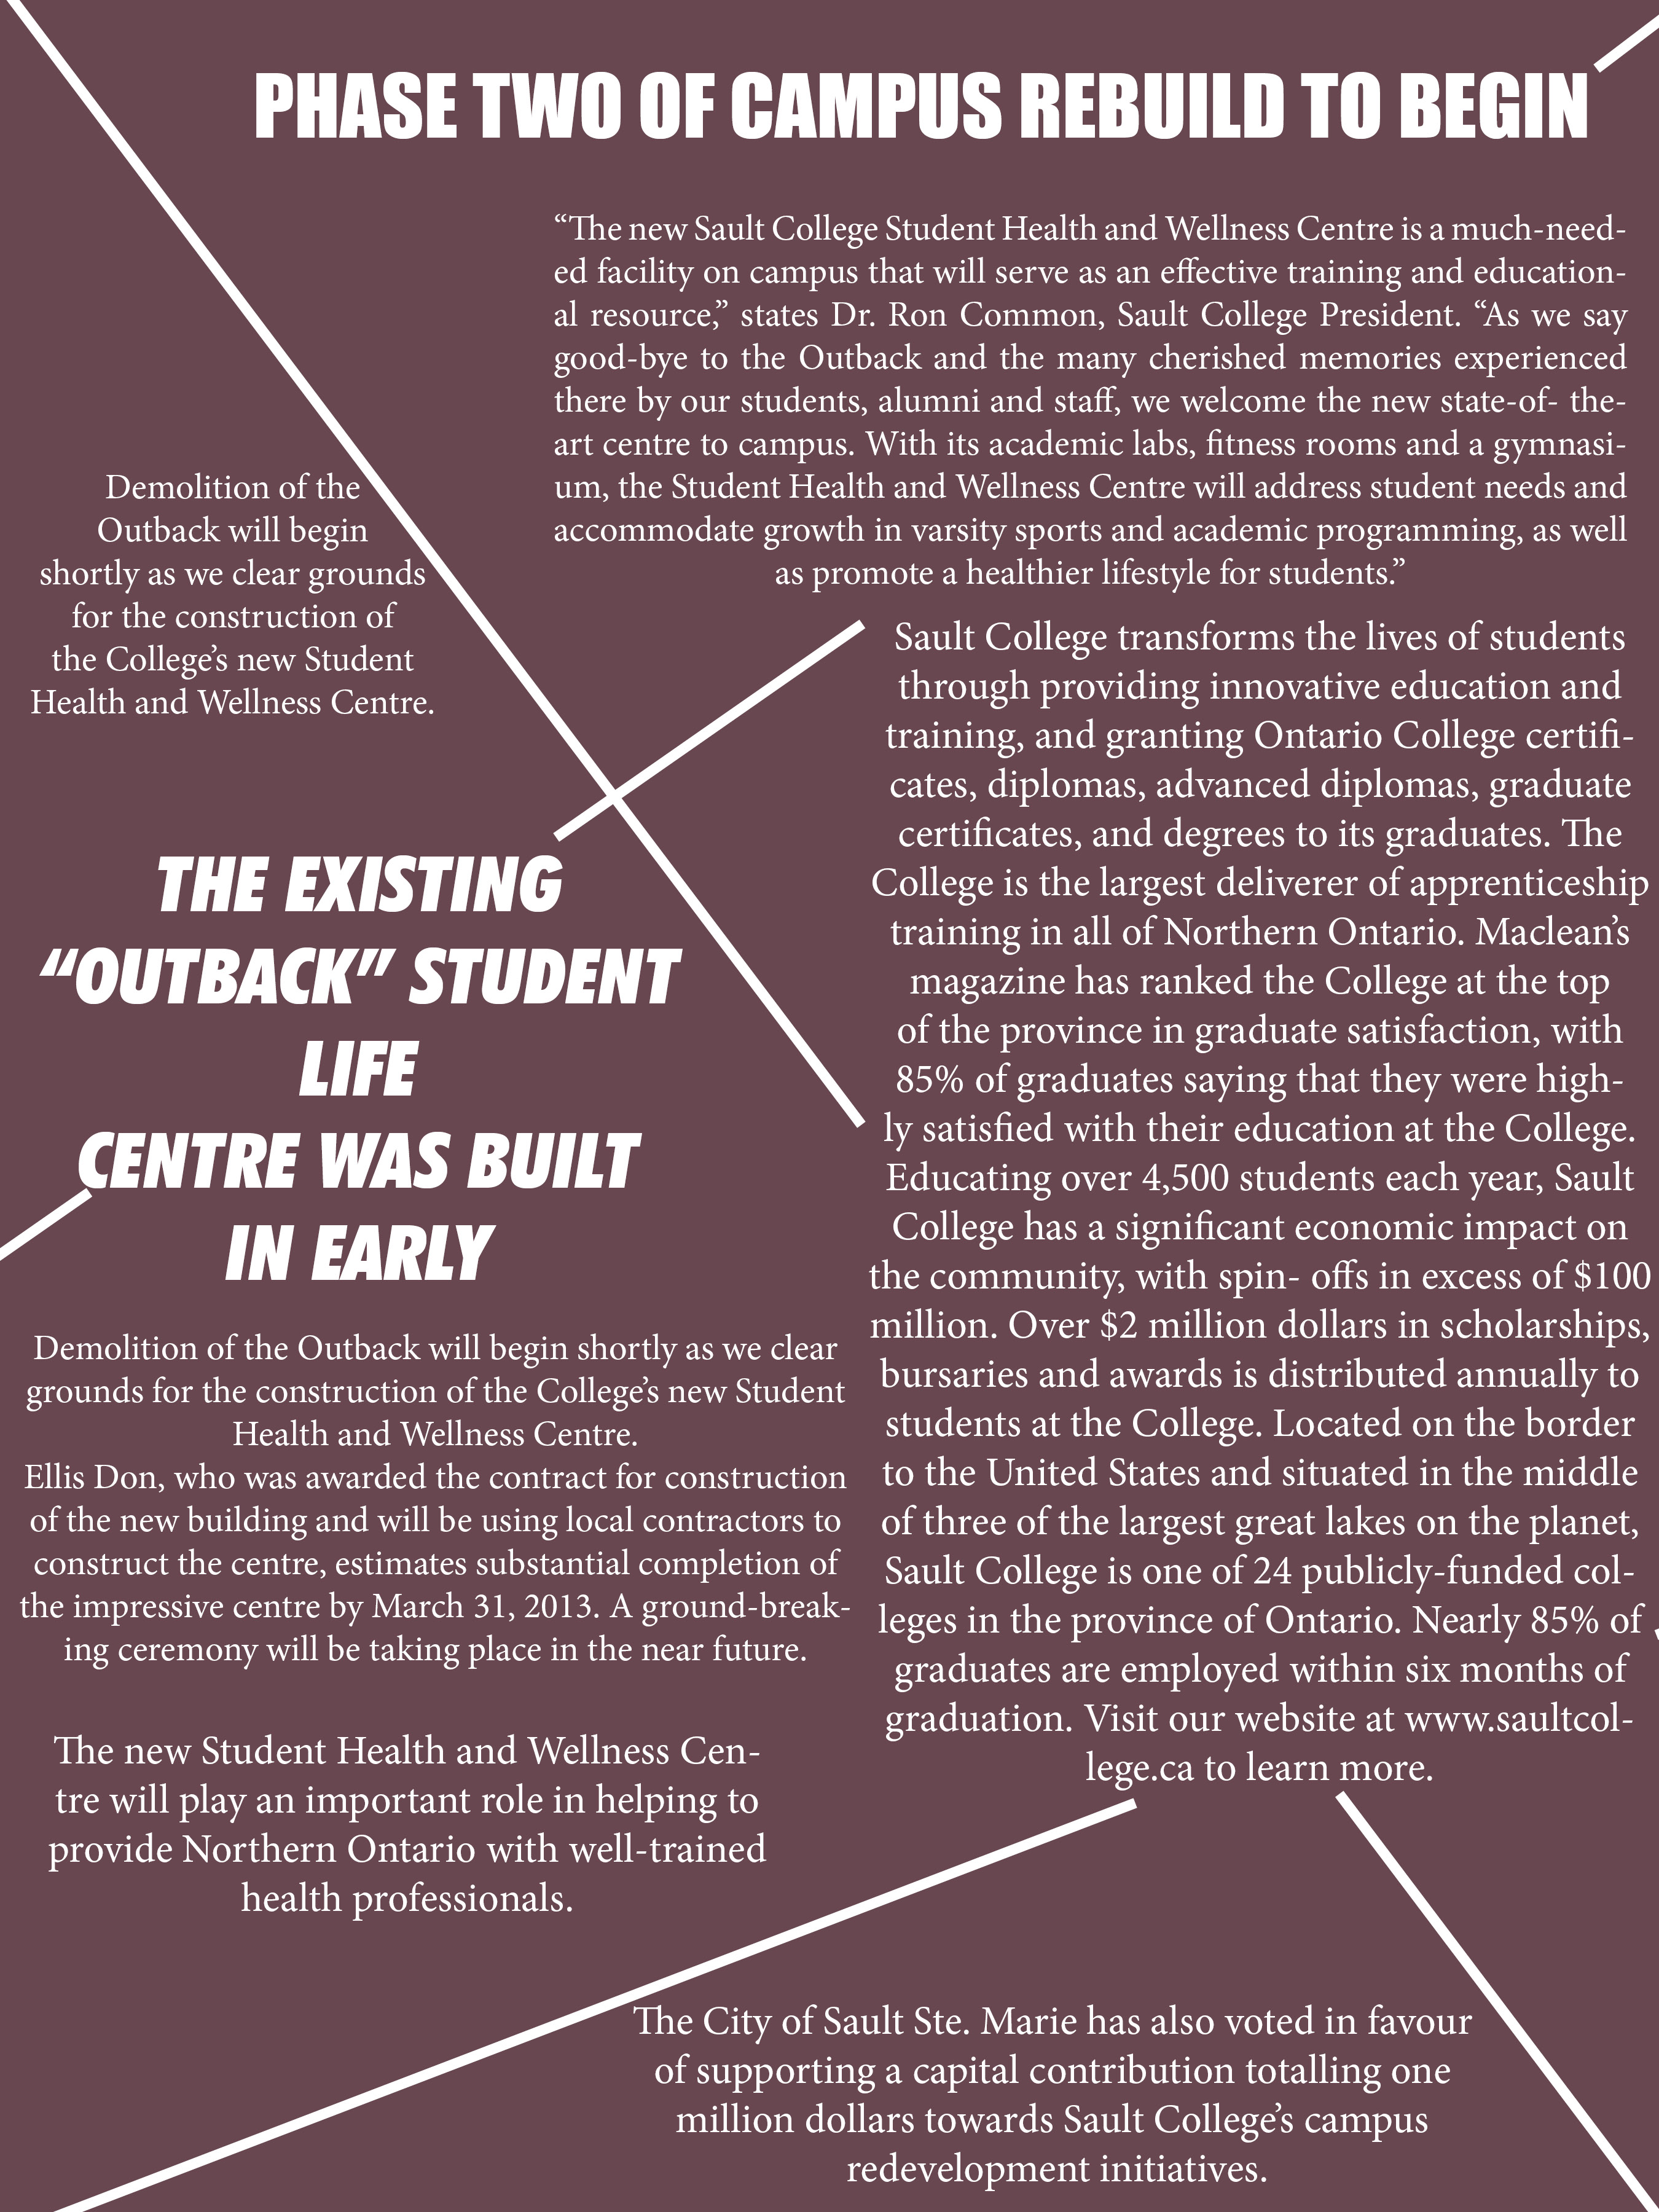 PHASE TWO OF CAMPUS REBUILD TO BEGIN
“The new Sault College Student Health and Wellness Centre is a much-need-
ed facility on campus that will serve as an effective training and education-
al resource,” states Dr. Ron Common, Sault College President. “As we say
good-bye to the Outback and the many cherished memories experienced
there by our students, alumni and staff, we welcome the new state-of- the-
art centre to campus. With its academic labs, fitness rooms and a gymnasi-
um, the Student Health and Wellness Centre will address student needs and
accommodate growth in varsity sports and academic programming, as well
as promote a healthier lifestyle for students.”
Demolition of the
Outback will begin
shortly as we clear grounds
for the construction of
the College’s new Student
Health and Wellness Centre.
THE EXISTING
“OUTBACK” STUDENT
LIFE
CENTRE WAS BUILT
IN EARLY
Demolition of the Outback will begin shortly as we clear
grounds for the construction of the College’s new Student
Health and Wellness Centre.
Ellis Don, who was awarded the contract for construction
of the new building and will be using local contractors to
construct the centre, estimates substantial completion of
the impressive centre by March 31, 2013. A ground-break-
ing ceremony will be taking place in the near future.
The new Student Health and Wellness Cen-
tre will play an important role in helping to
provide Northern Ontario with well-trained
health professionals.
Sault College transforms the lives of students
through providing innovative education and
training, and granting Ontario College certifi-
cates, diplomas, advanced diplomas, graduate
certificates, and degrees to its graduates. The
College is the largest deliverer of apprenticeship
training in all of Northern Ontario. Maclean’s
magazine has ranked the College at the top
of the province in graduate satisfaction, with
85% of graduates saying that they were high-
ly satisfied with their education at the College.
Educating over 4,500 students each year, Sault
College has a significant economic impact on
the community, with spin- offs in excess of $100
million. Over $2 million dollars in scholarships,
bursaries and awards is distributed annually to
students at the College. Located on the border
to the United States and situated in the middle
of three of the largest great lakes on the planet,
Sault College is one of 24 publicly-funded col-
leges in the province of Ontario. Nearly 85% of
graduates are employed within six months of
graduation. Visit our website at www.saultcol-
lege.ca to learn more.
The City of Sault Ste. Marie has also voted in favour
of supporting a capital contribution totalling one
million dollars towards Sault College’s campus
redevelopment initiatives.